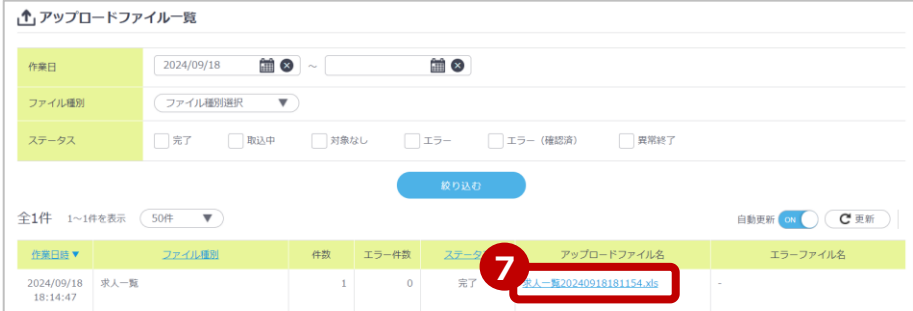 アップロードファイル一覧
作業日 2024/09/18 ～
ファイル種別 ファイル種別選択 ▼
ステータス 完了 取込中 対象なし エラー エラー（確認済） 異常終了
絞り込む
全1件 1～1件を表示 50件 ▼ 自動更新 ON 更新
作業日時▼ ファイル種別 件数 エラー件数 ステータ アップロードファイル名 エラーファイル名
7
2024/09/18 求人一覧 1 0 完了 求人一覧20240918181154.xls -
18:14:47